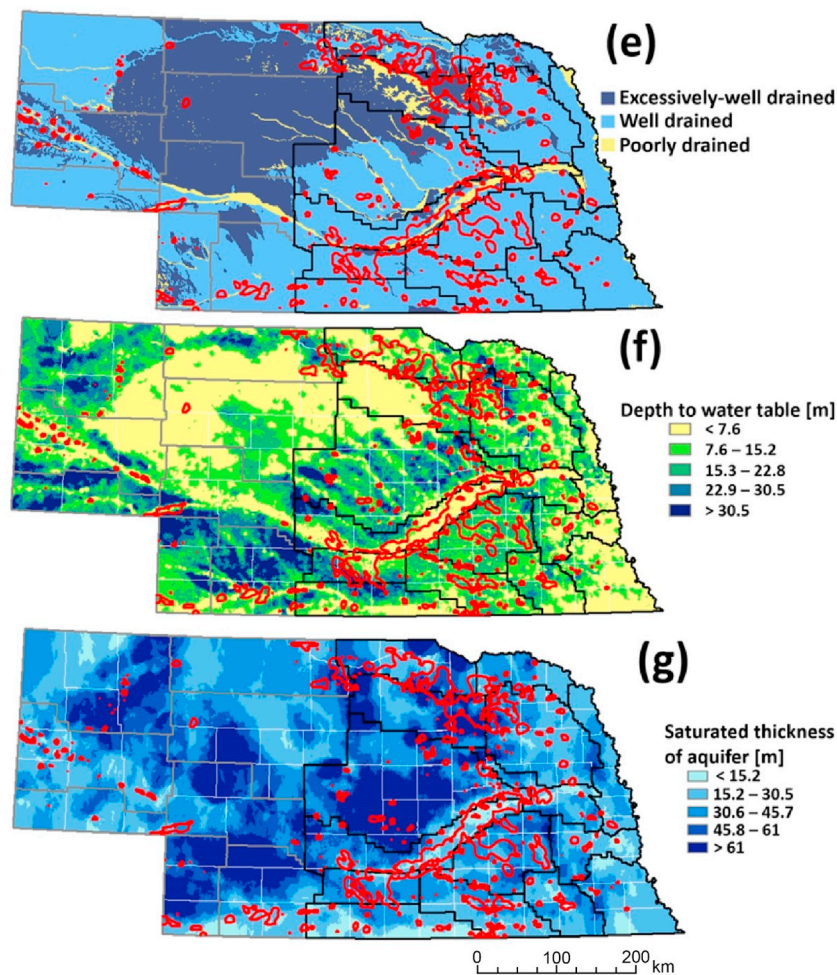 (e)
Excessively-well drained
Well drained
Poorly drained
(f)
Depth to water table [m]
< 7.6
7.6 – 15.2
15.3 – 22.8
22.9 – 30.5
> 30.5
(g)
Saturated thickness
of aquifer [m]
< 15.2
15.2 – 30.5
30.6 – 45.7
45.8 – 61
> 61
0 100 200
km